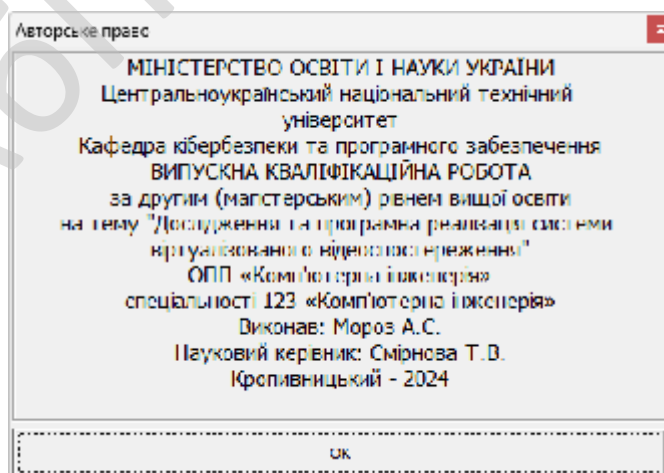 Авторське право
МІНІСТЕРСТВО ОСВІТИ І НАУКИ УКРАЇНИ
Центральноукраїнський національний технічний
університет
Кафедра кібербезпеки та програмного забезпечення
ВИПУСКНА КВАЛІФІКАЦІЙНА РОБОТА
за другим (магістерським) рівнем вищої освіти
на тему "Дослідження та програмна реалізація системи
віртуалізованого відеоспостереження"
ОПП «Комп'ютерна інженерія»
спеціальності 123 «Комп'ютерна інженерія»
Виконав: Мороз А.С.
Науковий керівник: Смірнова Т.В.
Кропивницький - 2024
ОК